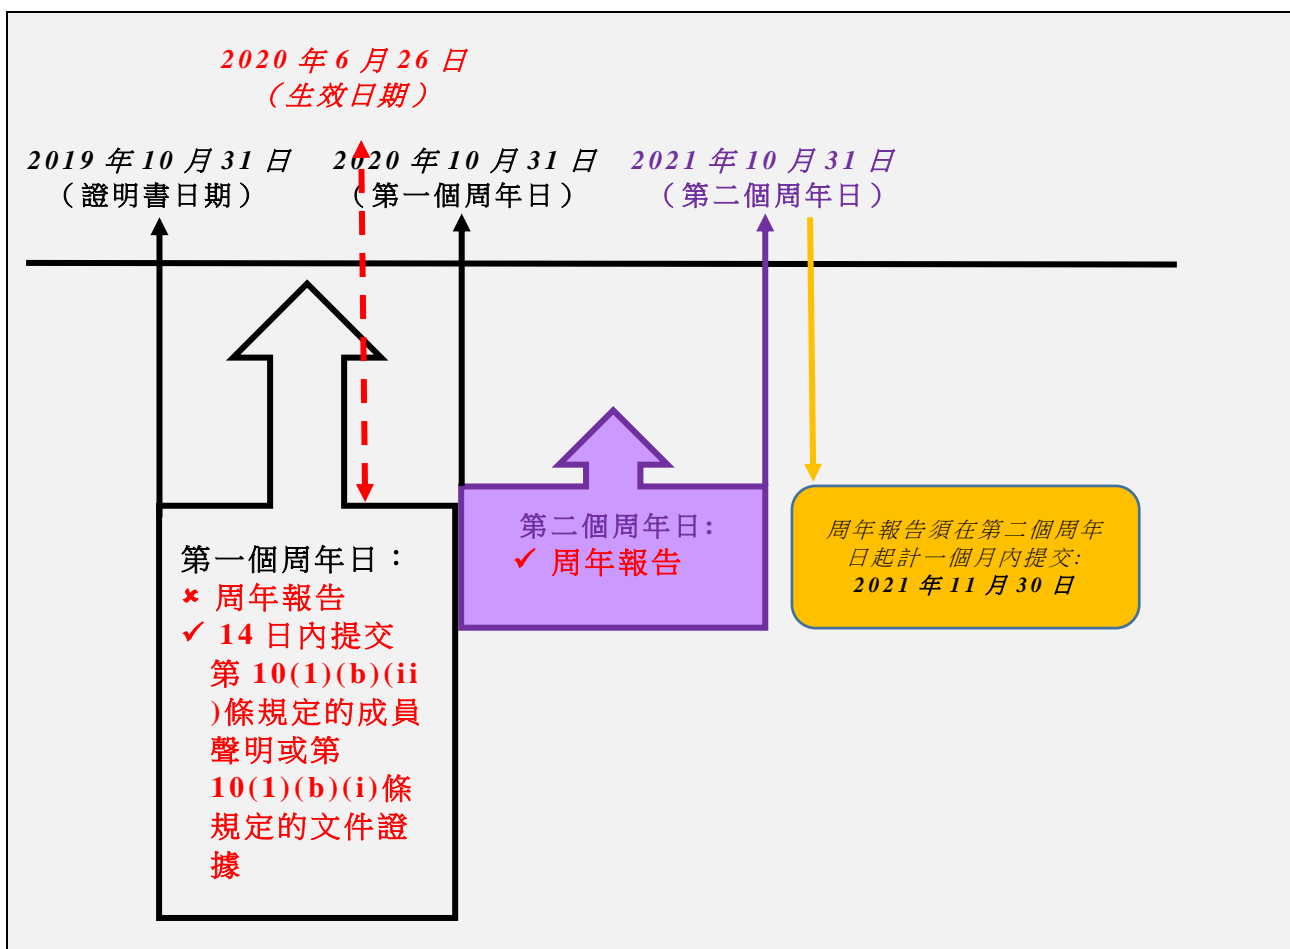 2020 年 6 月 26 日
（生效日期）
2019 年 10 月 31 日
（證明書日期）
2020 年 10 月 31 日
（第一個周年日）
2021 年 10 月 31 日
（第二個周年日）
第一個周年日：
✘ 周年報告
✓ 14 日內提交
第 10(1)(b)(ii
)條規定的成員
聲明或第
10(1)(b)(i)條
規定的文件證
據
第二個周年日:
✓ 周年報告
周年報告須在第二個周年
日起計一個月內提交:
2021 年 11 月 30 日